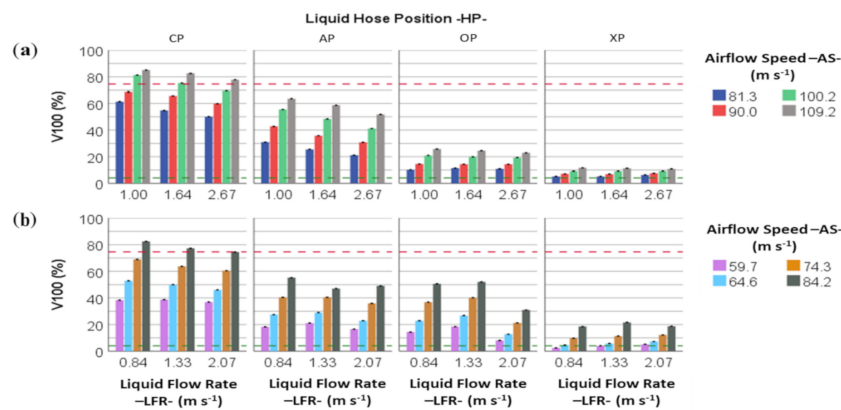 Liquid Hose Position -HP-
CP AP OP XP
(a)
V100 (%)
100
80
60
40
20
0
1.00 1.64 2.67 1.00 1.64 2.67 1.00 1.64 2.67 1.00 1.64 2.67
Airflow Speed –AS-
(m s⁻¹)
81.3 100.2
90.0 109.2
(b)
V100 (%)
100
80
60
40
20
0
0.84 1.33 2.07 0.84 1.33 2.07 0.84 1.33 2.07 0.84 1.33 2.07
Liquid Flow Rate Liquid Flow Rate Liquid Flow Rate Liquid Flow Rate
–LFR- (m s⁻¹) –LFR- (m s⁻¹) –LFR- (m s⁻¹) –LFR- (m s⁻¹)
Airflow Speed –AS-
(m s⁻¹)
59.7 74.3
64.6 84.2